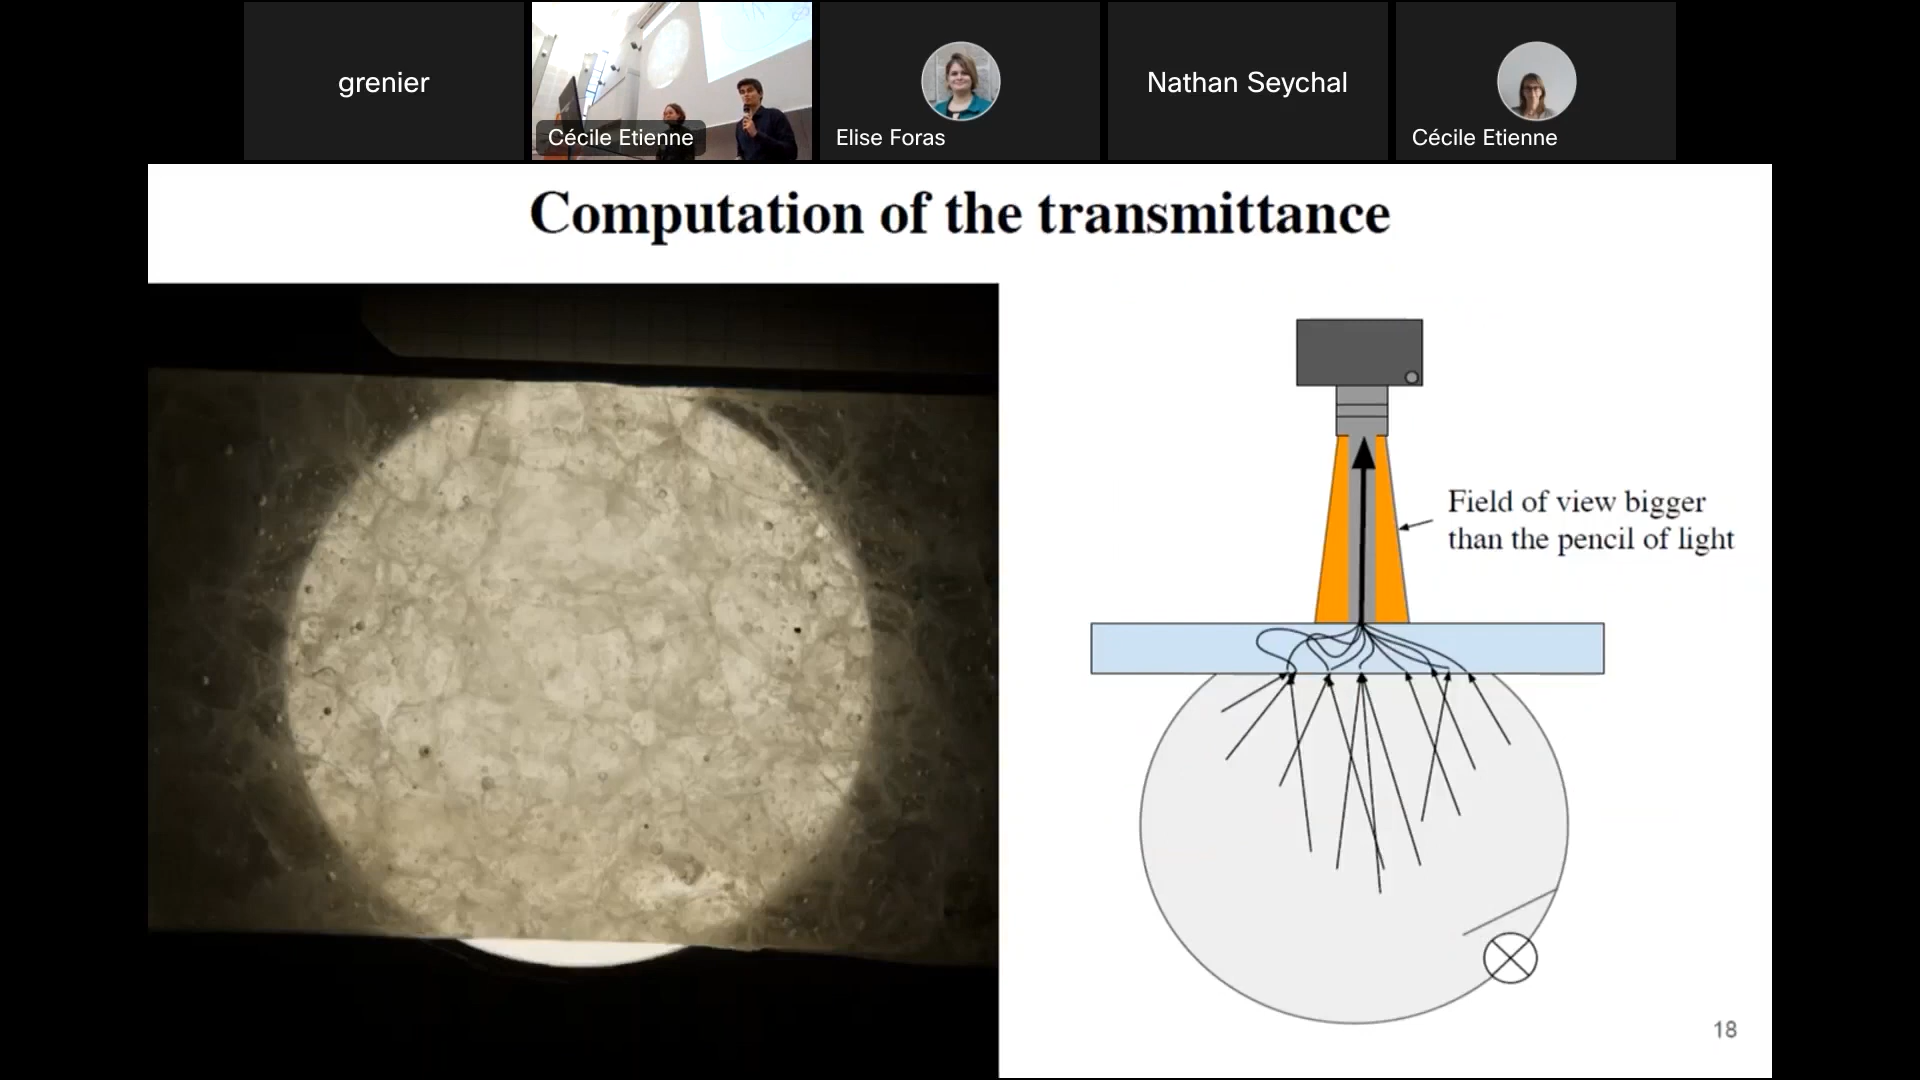 grenier
Cécile Etienne
Elise Foras
Nathan Seychal
Cécile Etienne
Computation of the transmittance
Field of view bigger
than the pencil of light
18